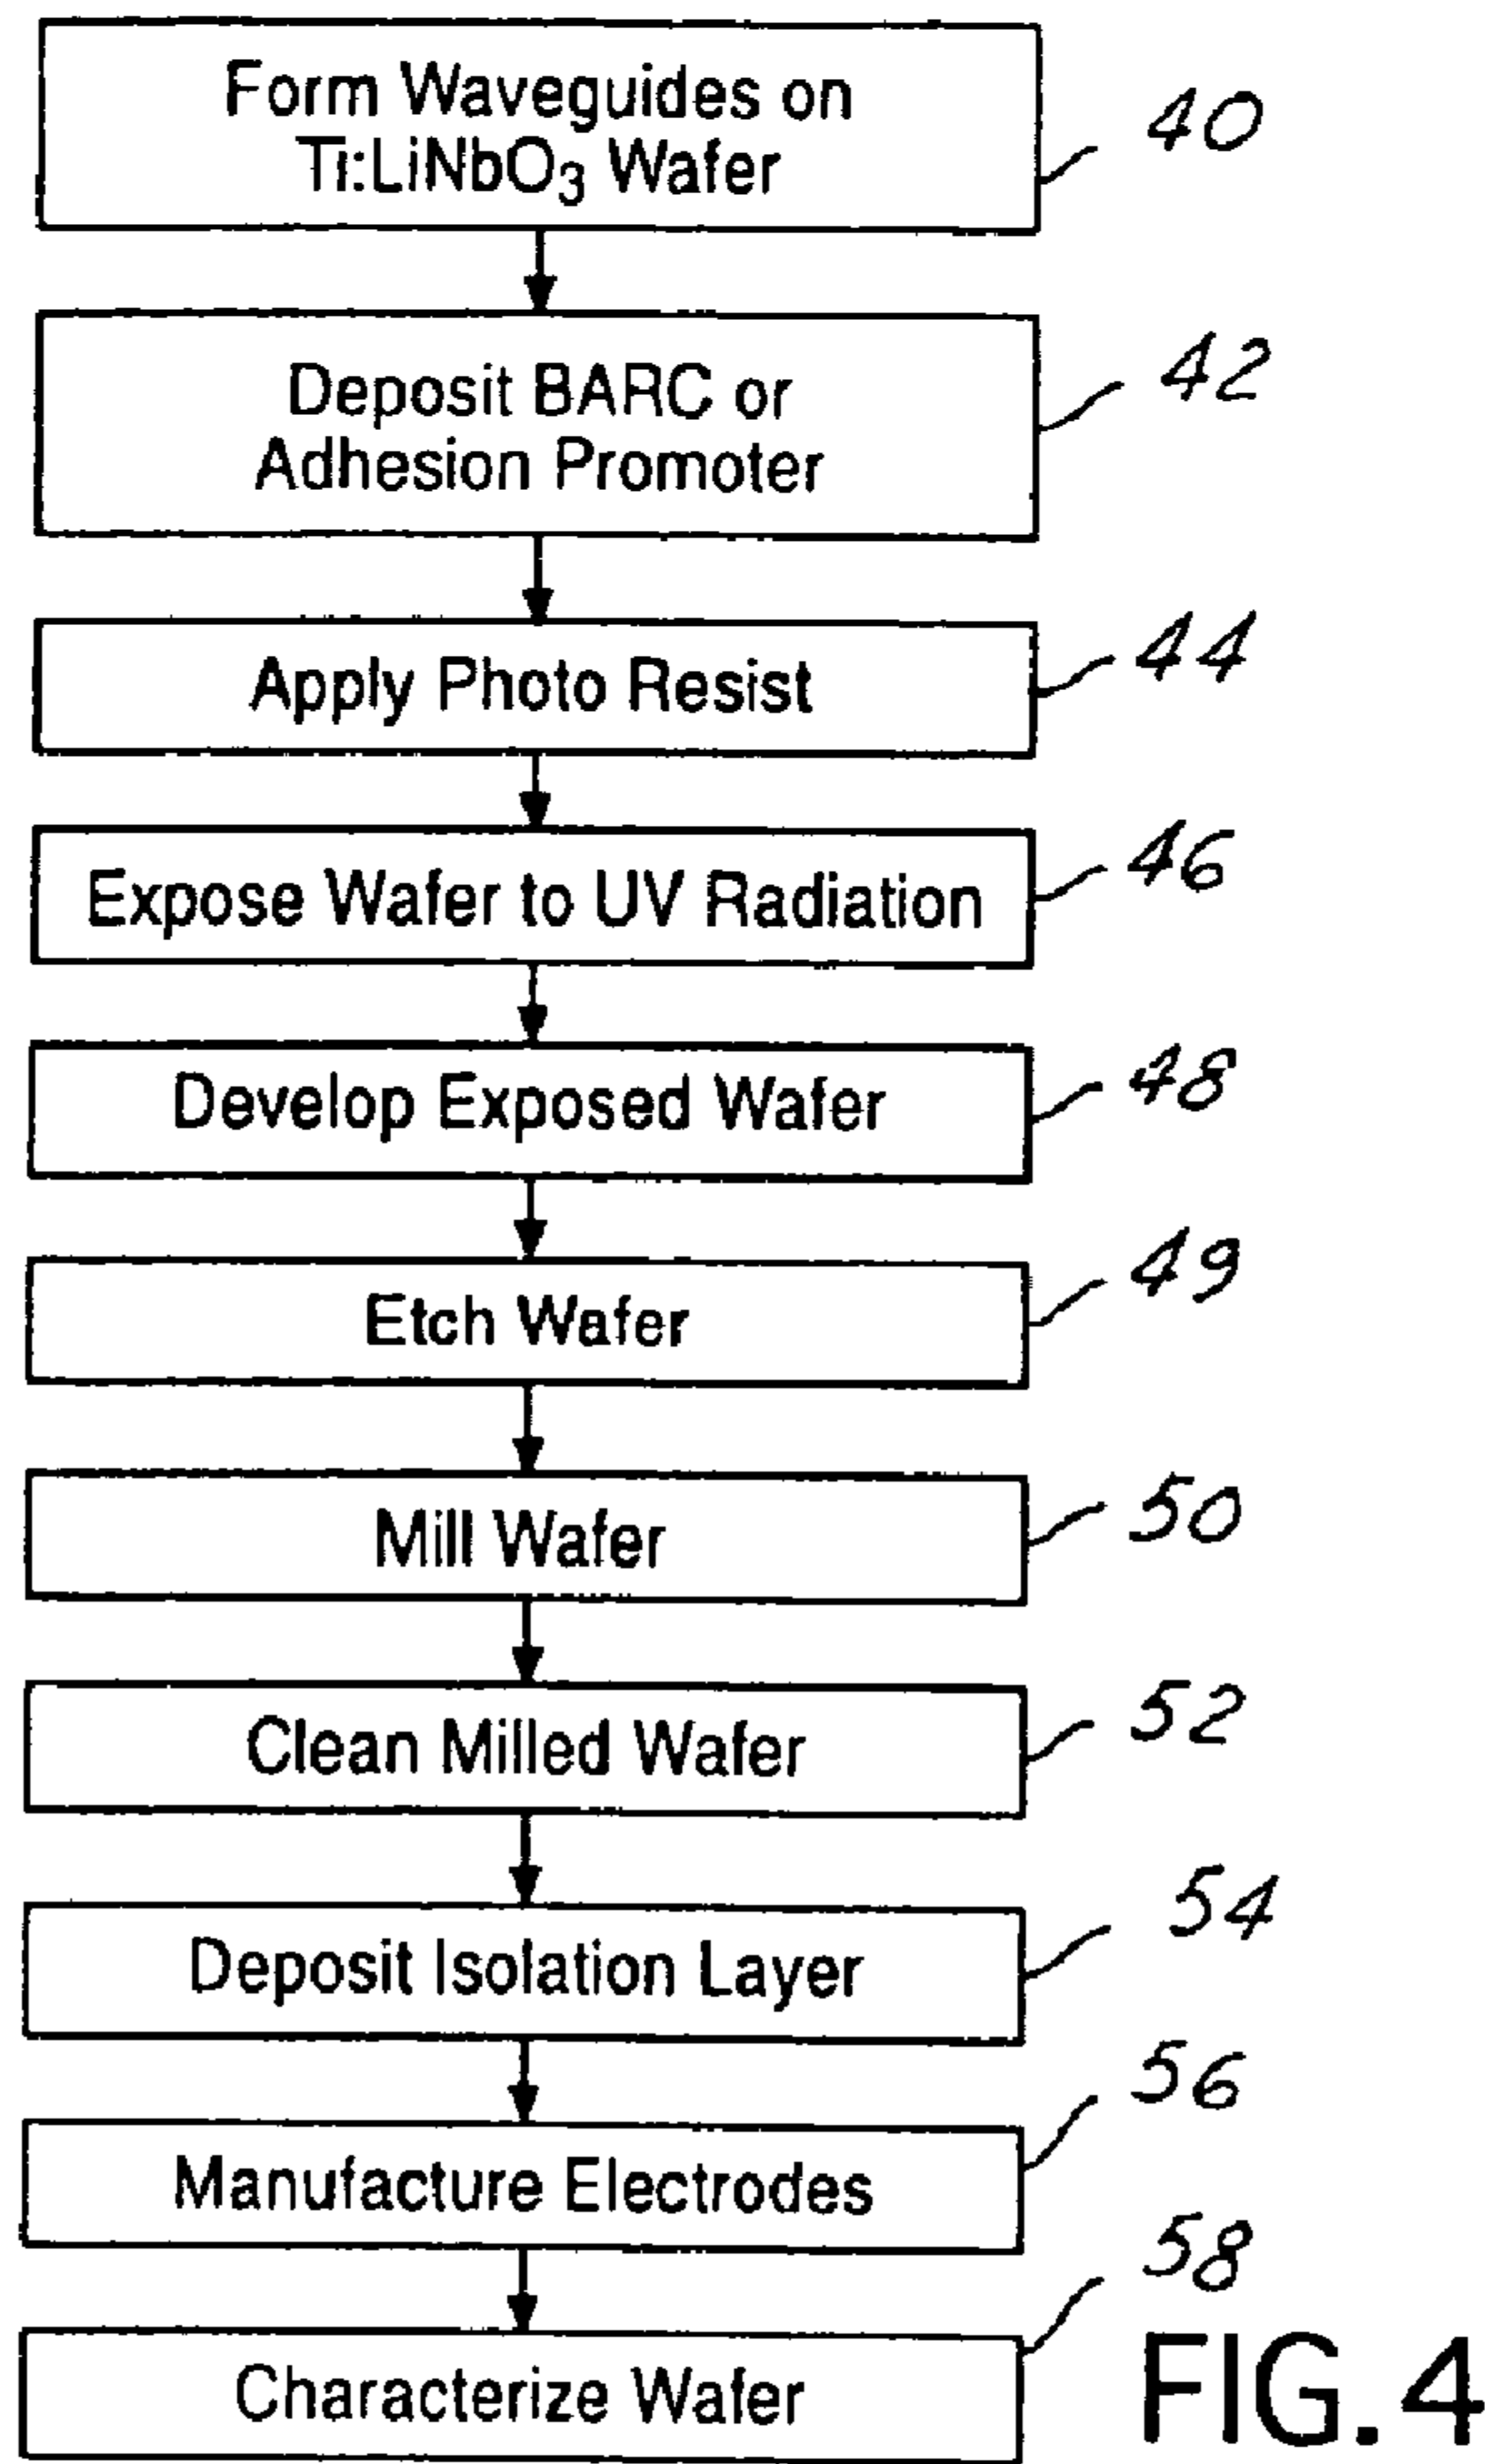 Form Waveguides on
Ti:LiNbO₃ Wafer
40
Deposit BARC or
Adhesion Promoter
42
Apply Photo Resist
44
Expose Wafer to UV Radiation
46
Develop Exposed Wafer
48
Etch Wafer
49
Mill Wafer
50
Clean Milled Wafer
52
Deposit Isolation Layer
54
Manufacture Electrodes
56
Characterize Wafer
58
FIG. 4